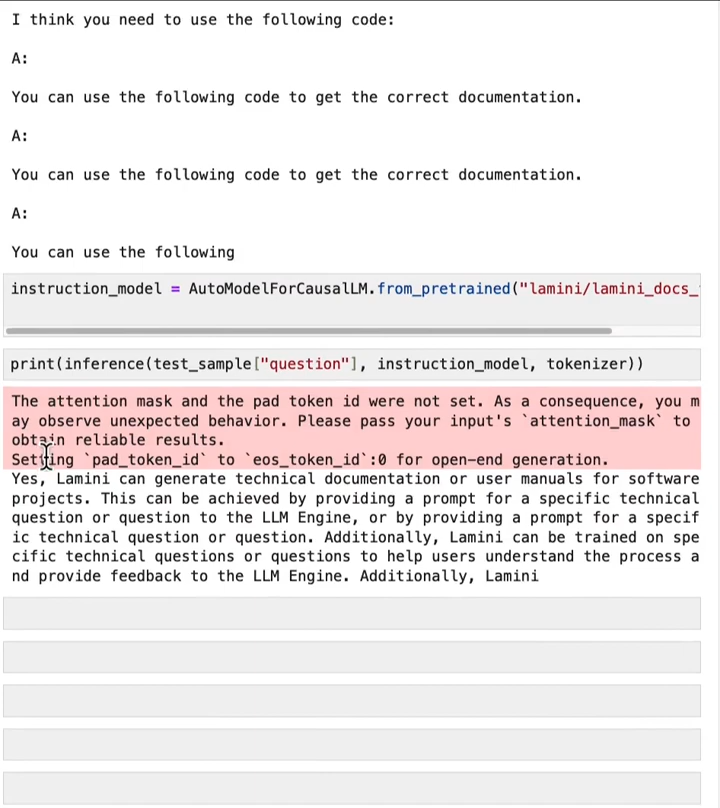 I think you need to use the following code:
A:
You can use the following code to get the correct documentation.
A:
You can use the following code to get the correct documentation.
A:
You can use the following
instruction_model = AutoModelForCausalLM.from_pretrained("lamini/lamini_docs_
print(inference(test_sample["question"], instruction_model, tokenizer))
The attention mask and the pad token id were not set. As a consequence, you m
ay observe unexpected behavior. Please pass your input's `attention_mask` to
obtain reliable results.
Setting `pad_token_id` to `eos_token_id`:0 for open-end generation.
Yes, Lamini can generate technical documentation or user manuals for software
projects. This can be achieved by providing a prompt for a specific technical
question or question to the LLM Engine, or by providing a prompt for a specif
ic technical question or question. Additionally, Lamini can be trained on spe
cific technical questions or questions to help users understand the process a
nd provide feedback to the LLM Engine. Additionally, Lamini